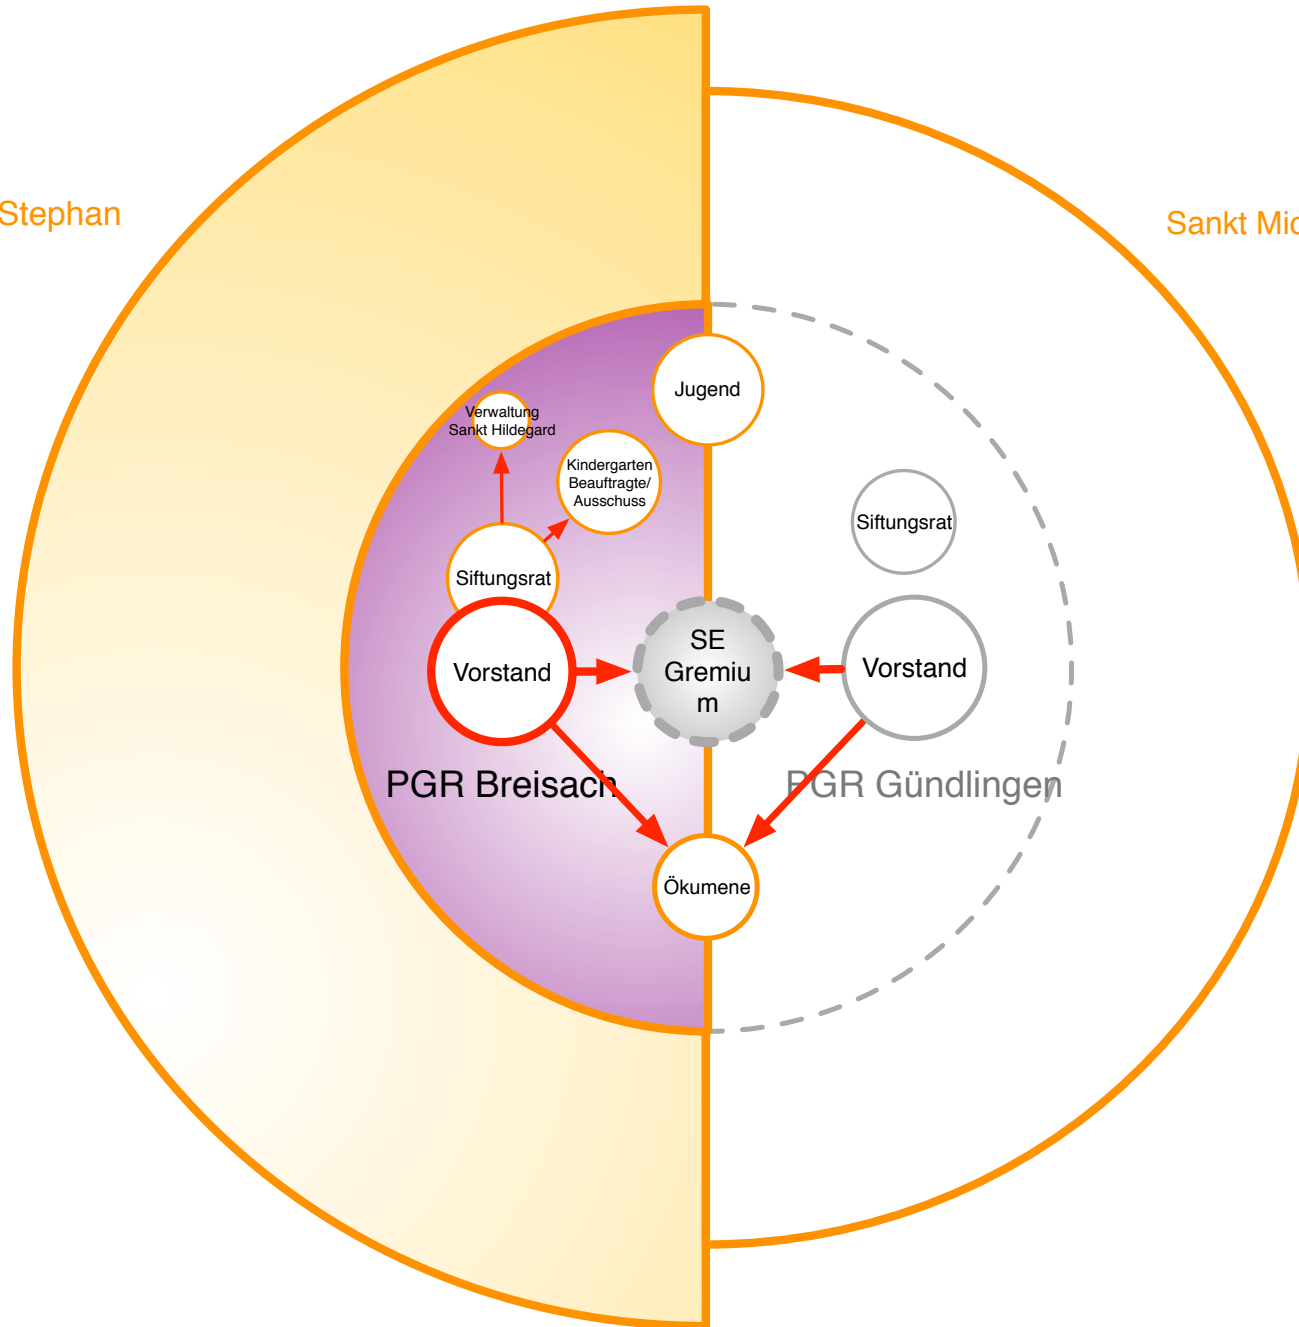 Stephan
Sankt Mic
Jugend
Verwaltung
Sankt Hildegard
Kindergarten
Beauftragte/
Ausschuss
Siftungsrat
Siftungsrat
Vorstand
SE
Gremiu
m
Vorstand
PGR Breisach
PGR Gündlingen
Ökumene